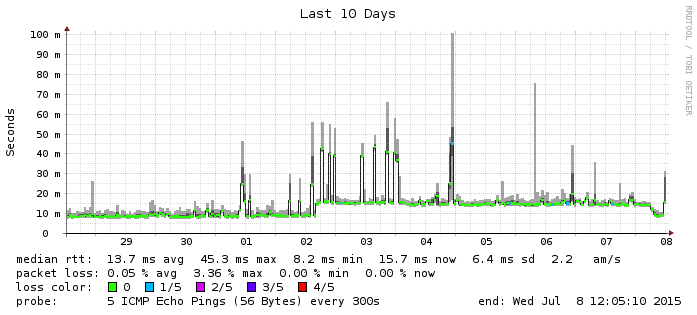 Last 10 Days
RRDTOOL / TOBI OETIKER
Seconds
100 m
90 m
80 m
70 m
60 m
50 m
40 m
30 m
20 m
10 m
0
29 30 01 02 03 04 05 06 07 08
median rtt: 13.7 ms avg 45.3 ms max 8.2 ms min 15.7 ms now 6.4 ms sd 2.2 am/s
packet loss: 0.05 % avg 3.36 % max 0.00 % min 0.00 % now
loss color: 0 1/5 2/5 3/5 4/5
probe: 5 ICMP Echo Pings (56 Bytes) every 300s end: Wed Jul 8 12:05:10 2015